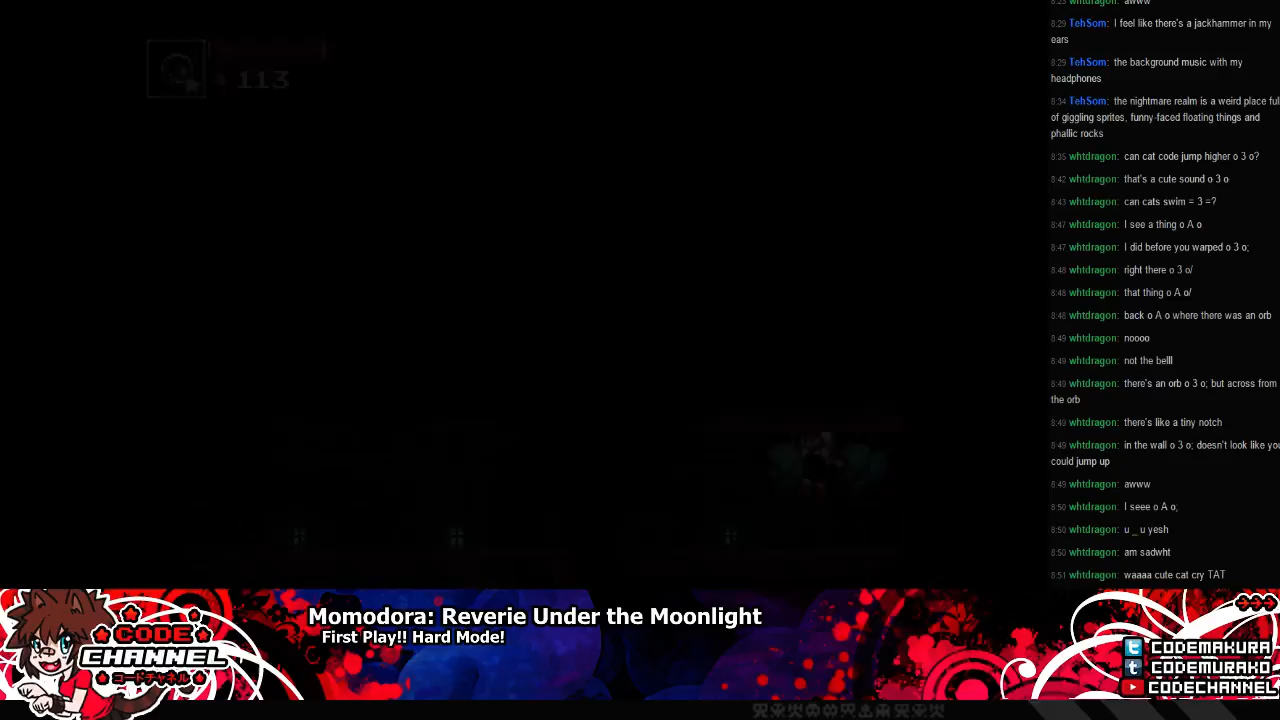 113
8:23 whtdragon: awww
8:29 TehSom: I feel like there's a jackhammer in my
ears
8:29 TehSom: the background music with my
headphones
8:34 TehSom: the nightmare realm is a weird place full
of giggling sprites, funny-faced floating things and
phallic rocks
8:35 whtdragon: can cat code jump higher o 3 o?
8:42 whtdragon: that's a cute sound o 3 o
8:43 whtdragon: can cats swim = 3 =?
8:47 whtdragon: I see a thing o A o
8:47 whtdragon: I did before you warped o 3 o;
8:48 whtdragon: right there o 3 o/
8:48 whtdragon: that thing o A o/
8:48 whtdragon: back o A o where there was an orb
8:49 whtdragon: noooo
8:49 whtdragon: not the belll
8:49 whtdragon: there's an orb o 3 o; but across from
the orb
8:49 whtdragon: there's like a tiny notch
8:49 whtdragon: in the wall o 3 o; doesn't look like you
could jump up
8:49 whtdragon: awww
8:50 whtdragon: I seee o A o;
8:50 whtdragon: u _ u yesh
8:50 whtdragon: am sadwht
8:51 whtdragon: waaaa cute cat cry TAT
Momodora: Reverie Under the Moonlight
First Play!! Hard Mode!
CODE
CHANNEL
コードチャンネル
CODEMAKURA
CODEMURAKO
CODECHANNEL